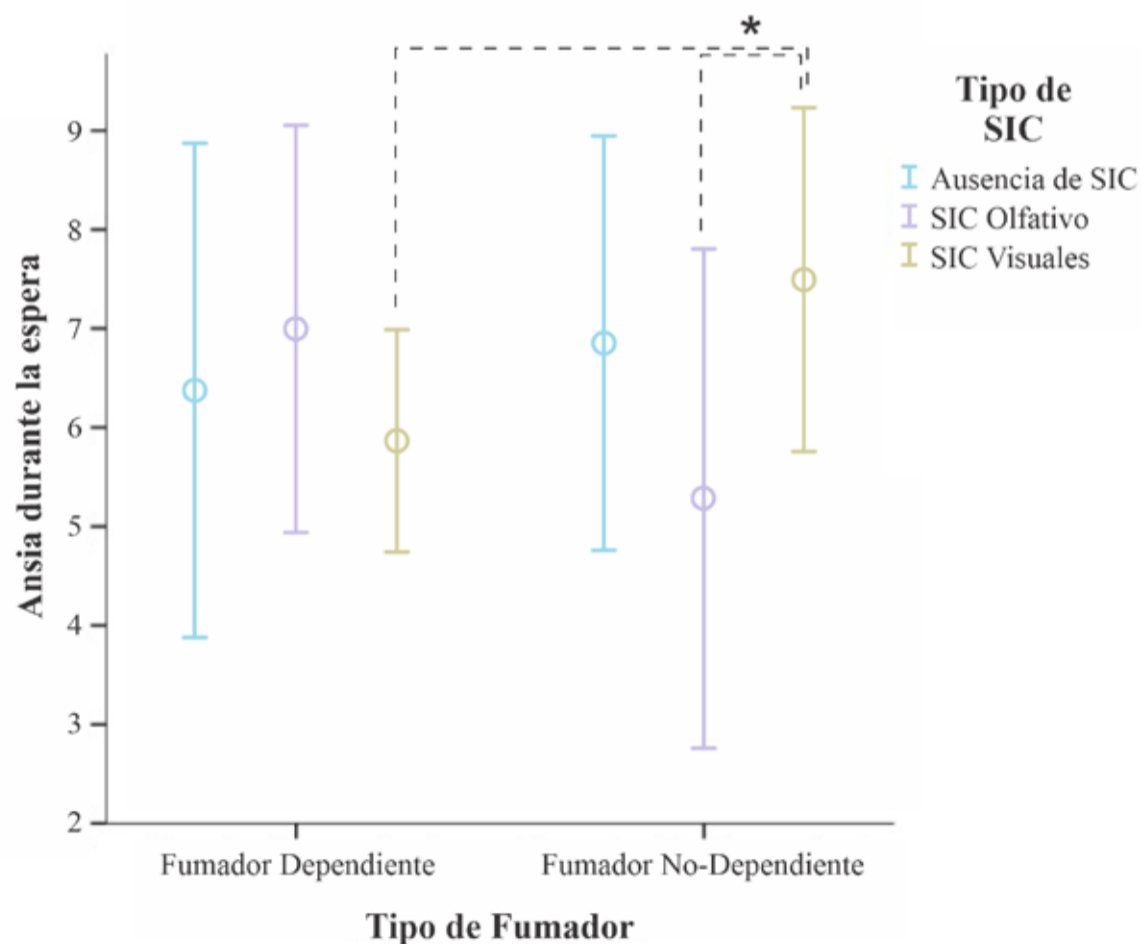 *
Tipo de
SIC
Ausencia de SIC
SIC Olfativo
SIC Visuales
Ansia durante la espera
9
8
7
6
5
4
3
2
Fumador Dependiente
Fumador No-Dependiente
Tipo de Fumador